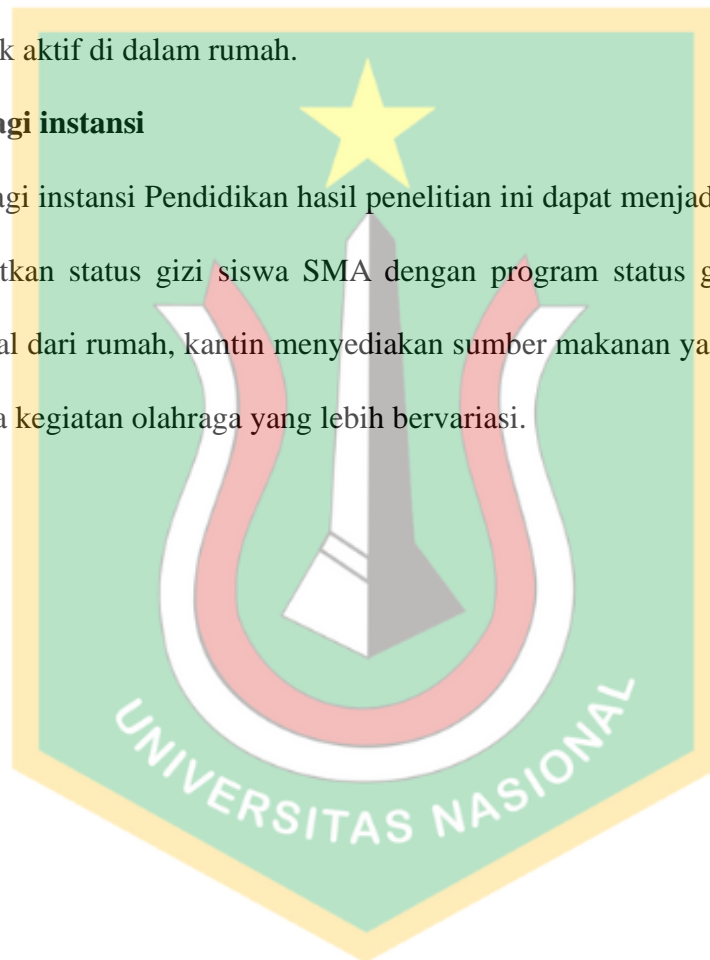 k aktif di dalam rumah.
agi instansi
agi instansi Pendidikan hasil penelitian ini dapat menjad
tkan status gizi siswa SMA dengan program status g
al dari rumah, kantin menyediakan sumber makanan ya
a kegiatan olahraga yang lebih bervariasi.
UNIVERSITAS NASIONAL